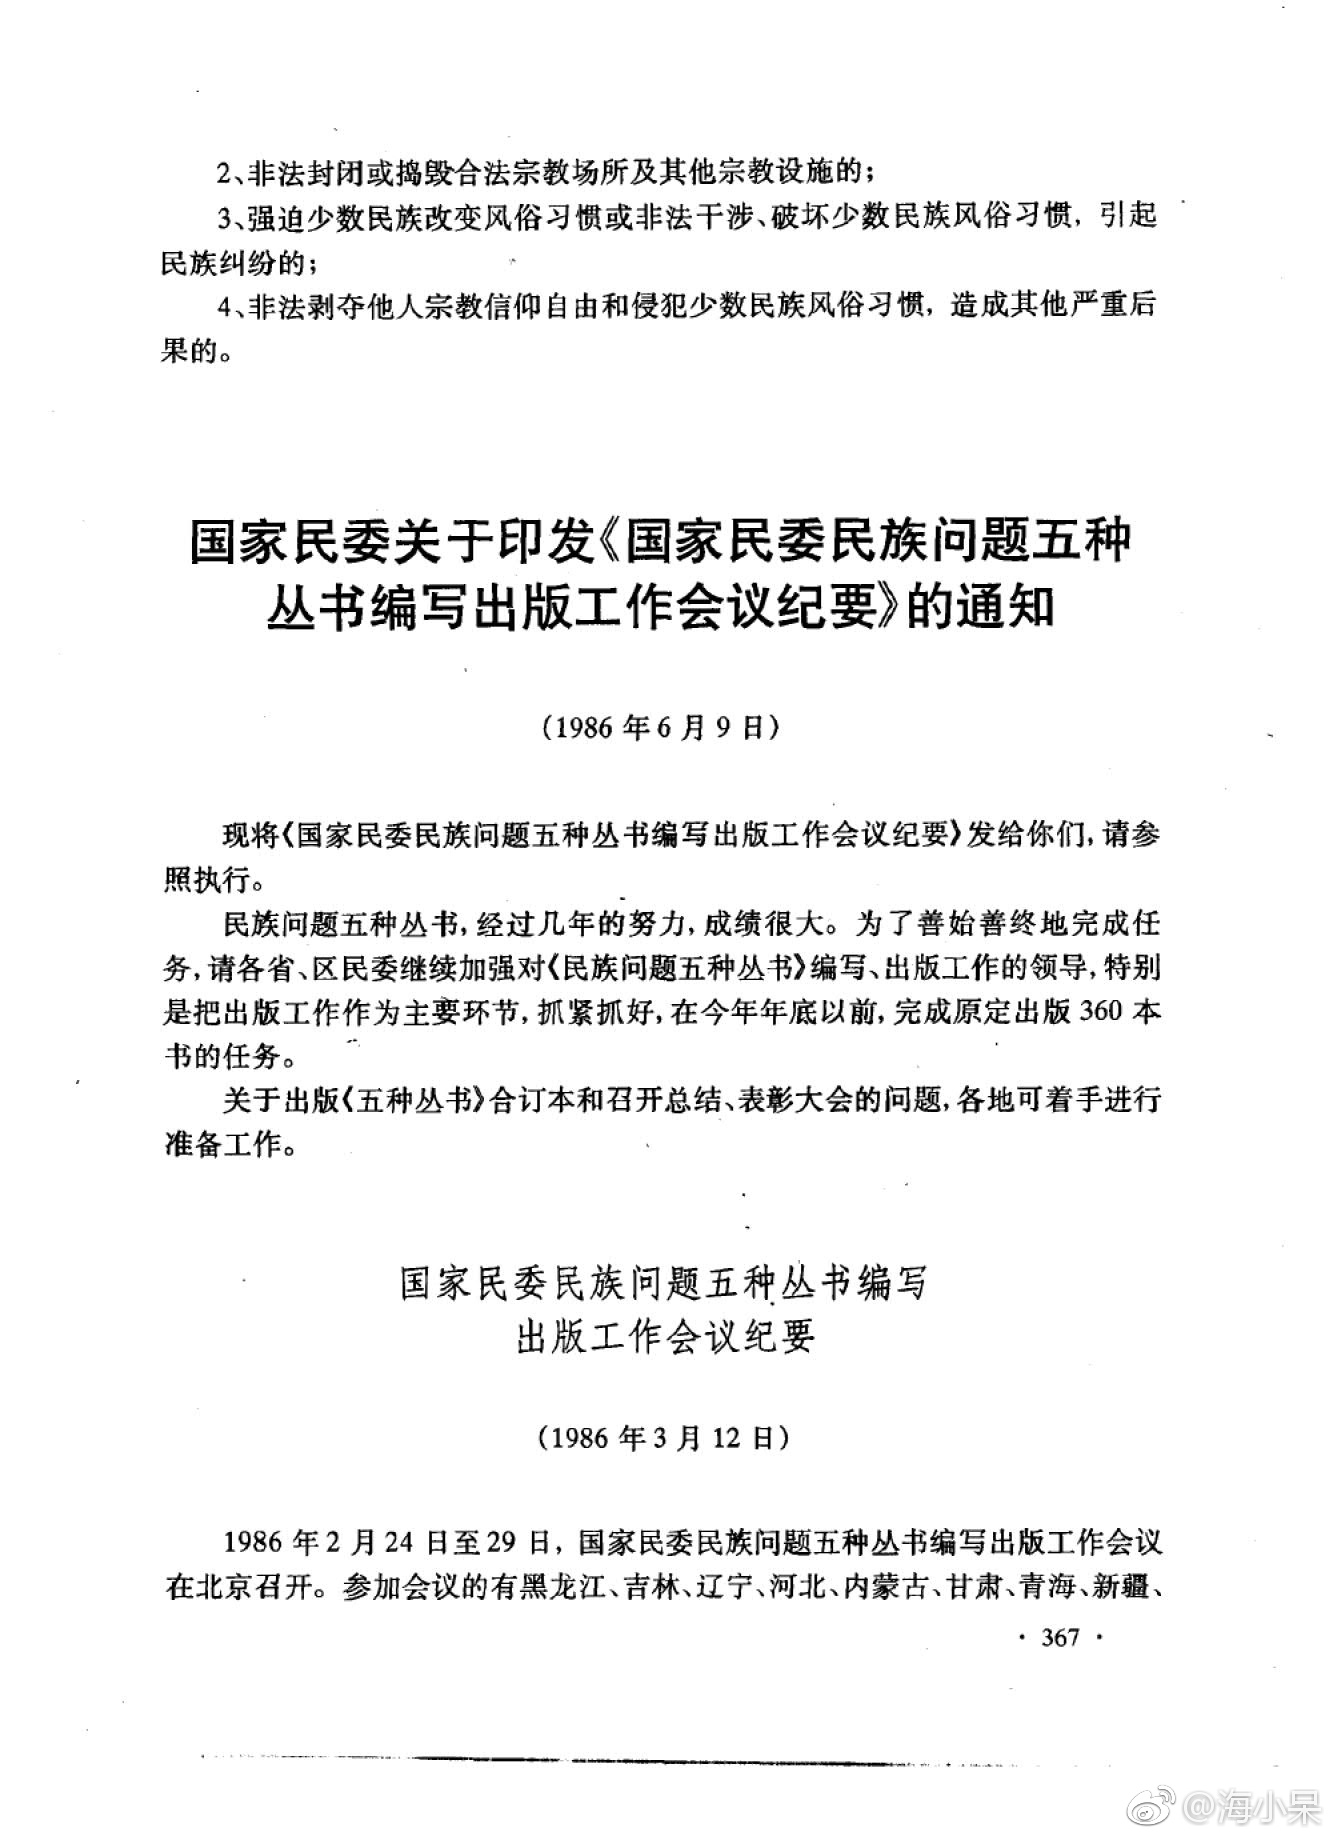 2、非法封闭或捣毁合法宗教场所及其他宗教设施的；
3、强迫少数民族改变风俗习惯或非法干涉、破坏少数民族风俗习惯，引起
民族纠纷的；
4、非法剥夺他人宗教信仰自由和侵犯少数民族风俗习惯，造成其他严重后
果的。
国家民委关于印发《国家民委民族问题五种
丛书编写出版工作会议纪要》的通知
（1986年6月9日）
现将《国家民委民族问题五种丛书编写出版工作会议纪要》发给你们，请参
照执行。
民族问题五种丛书，经过几年的努力，成绩很大。为了善始善终地完成任
务，请各省、区民委继续加强对《民族问题五种丛书》编写、出版工作的领导，特别
是把出版工作作为主要环节，抓紧抓好，在今年年底以前，完成原定出版360本
书的任务。
关于出版《五种丛书》合订本和召开总结、表彰大会的问题，各地可着手进行
准备工作。
国家民委民族问题五种丛书编写
出版工作会议纪要
（1986年3月12日）
1986年2月24日至29日，国家民委民族问题五种丛书编写出版工作会议
在北京召开。参加会议的有黑龙江、吉林、辽宁、河北、内蒙古、甘肃、青海、新疆、
· 367 ·
@海小呆